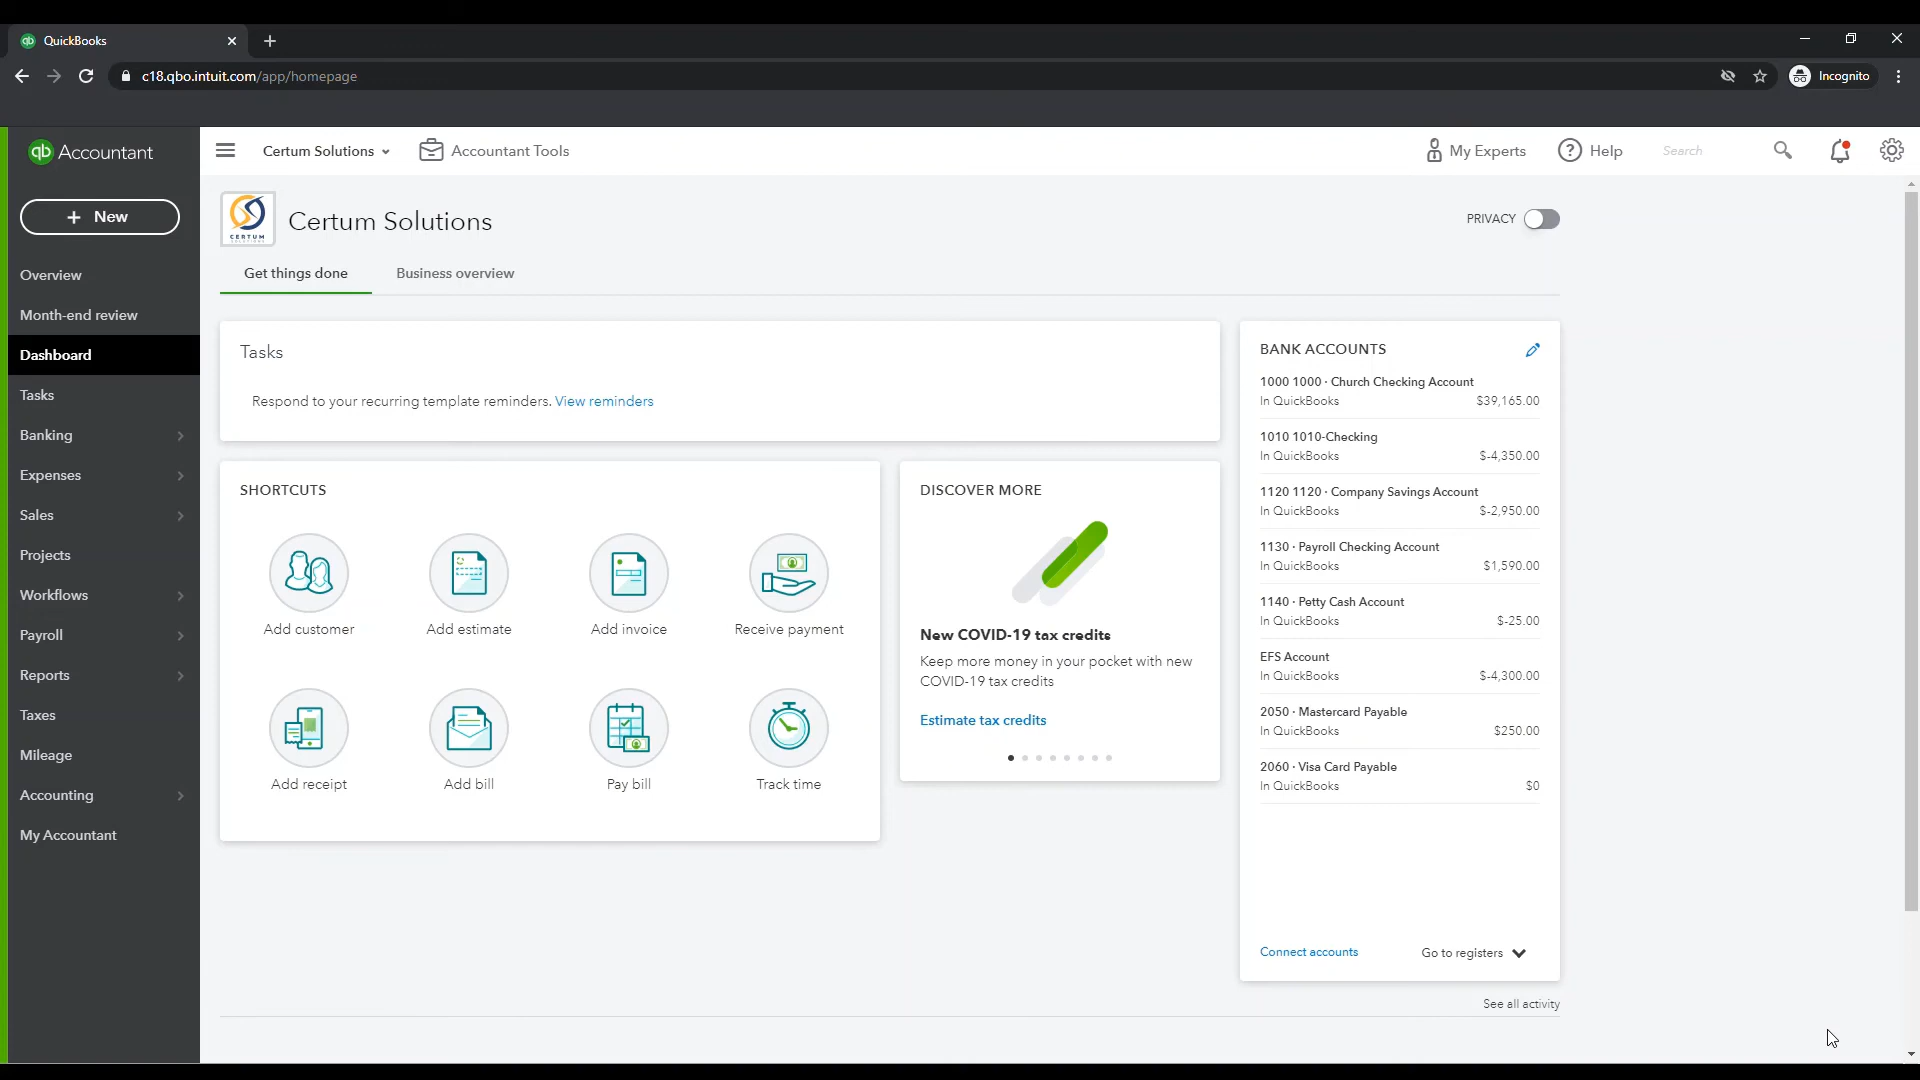 QuickBooks
c18.qbo.intuit.com/app/homepage
Incognito
qb Accountant
Certum Solutions
Accountant Tools
My Experts
Help
Search
+ New
CERTUM
SOLUTIONS
Certum Solutions
PRIVACY
Get things done
Business overview
Overview
Month-end review
Dashboard
Tasks
Banking
Expenses
Sales
Projects
Workflows
Payroll
Reports
Taxes
Mileage
Accounting
My Accountant
Tasks
Respond to your recurring template reminders. View reminders
SHORTCUTS
Add customer
Add estimate
Add invoice
Receive payment
Add receipt
Add bill
Pay bill
Track time
DISCOVER MORE
New COVID-19 tax credits
Keep more money in your pocket with new
COVID-19 tax credits
Estimate tax credits
BANK ACCOUNTS
1000 1000 · Church Checking Account
In QuickBooks $39,165.00
1010 1010-Checking
In QuickBooks $-4,350.00
1120 1120 · Company Savings Account
In QuickBooks $-2,950.00
1130 · Payroll Checking Account
In QuickBooks $1,590.00
1140 · Petty Cash Account
In QuickBooks $-25.00
EFS Account
In QuickBooks $-4,300.00
2050 · Mastercard Payable
In QuickBooks $250.00
2060 · Visa Card Payable
In QuickBooks $0
Connect accounts
Go to registers
See all activity